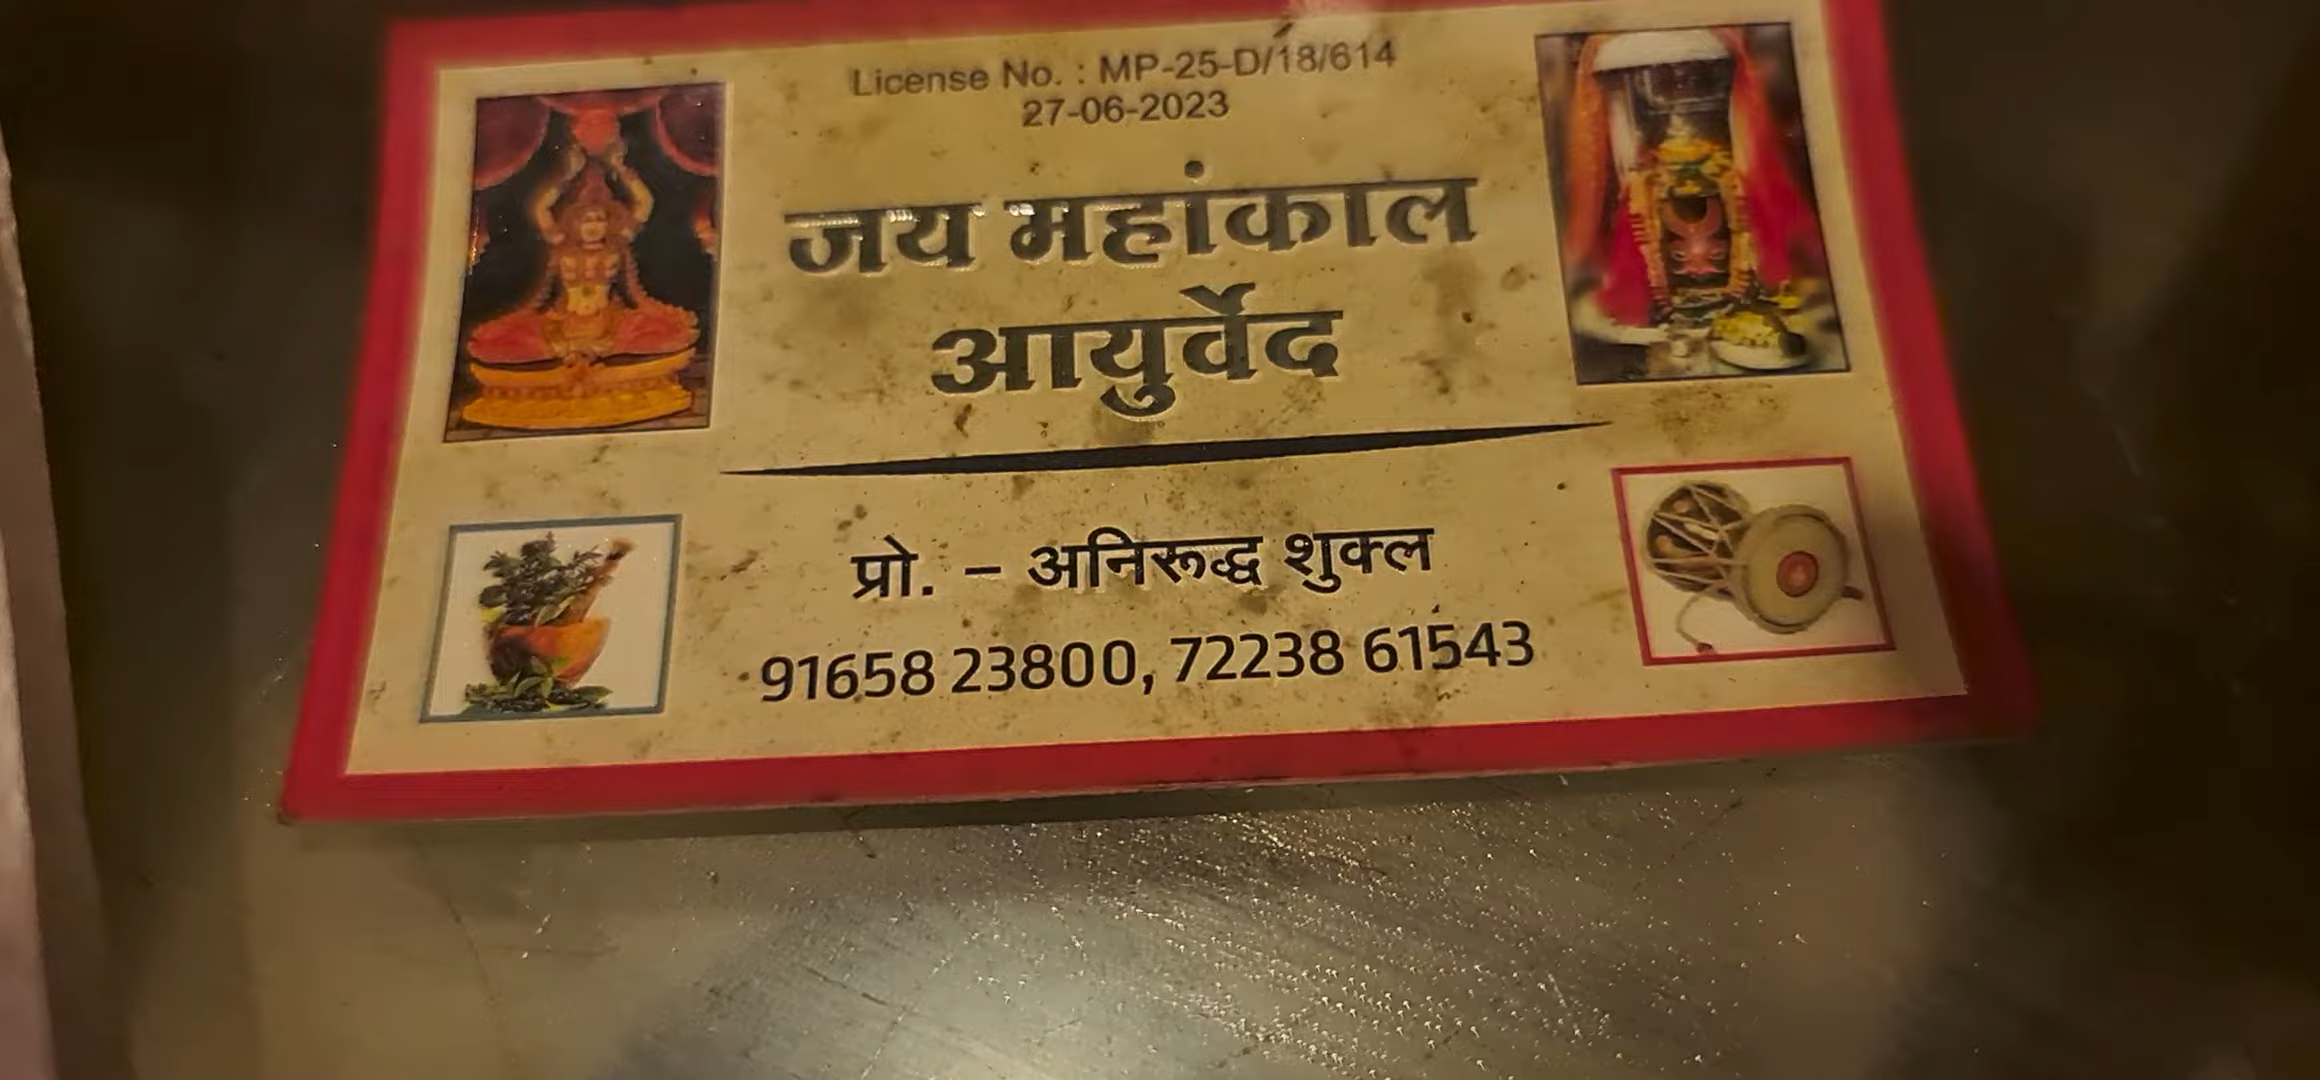 License No. : MP-25-D/18/614
27-06-2023
जय महांकाल
आयुर्वेद
प्रो. – अनिरूद्ध शुक्ल
91658 23800, 72238 61543